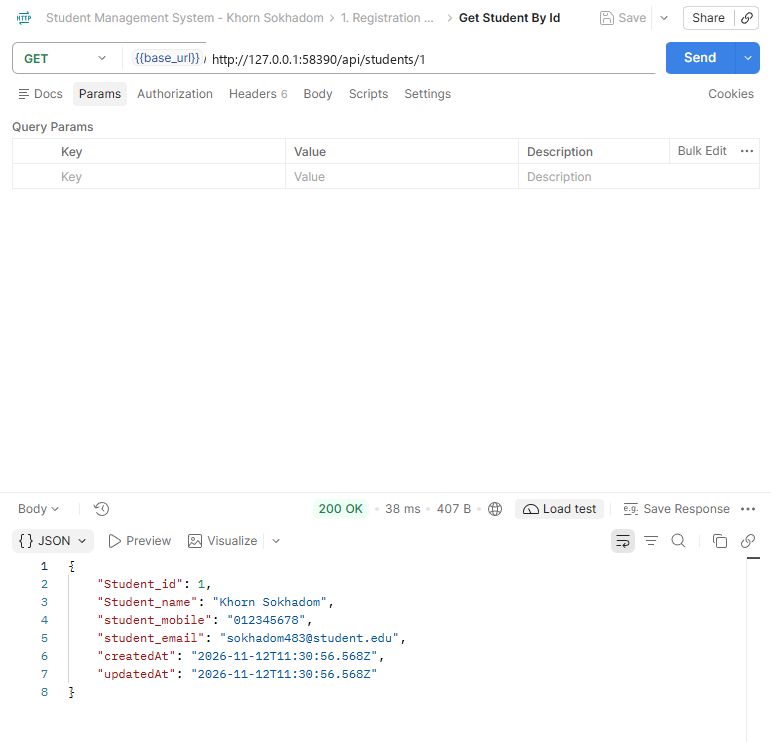 HTTP Student Management System - Khorn Sokhadom > 1. Registration ... > Get Student By Id Save Share
GET {{base_url}} / http://127.0.0.1:58390/api/students/1 Send
Docs Params Authorization Headers 6 Body Scripts Settings Cookies
Query Params
Key Value Description Bulk Edit ...
Key Value Description
Body 200 OK • 38 ms • 407 B • Load test e.g. Save Response ...
{} JSON Preview Visualize
1 {
2 "Student_id": 1,
3 "Student_name": "Khorn Sokhadom",
4 "student_mobile": "012345678",
5 "student_email": "sokhadom483@student.edu",
6 "createdAt": "2026-11-12T11:30:56.568Z",
7 "updatedAt": "2026-11-12T11:30:56.568Z"
8 }